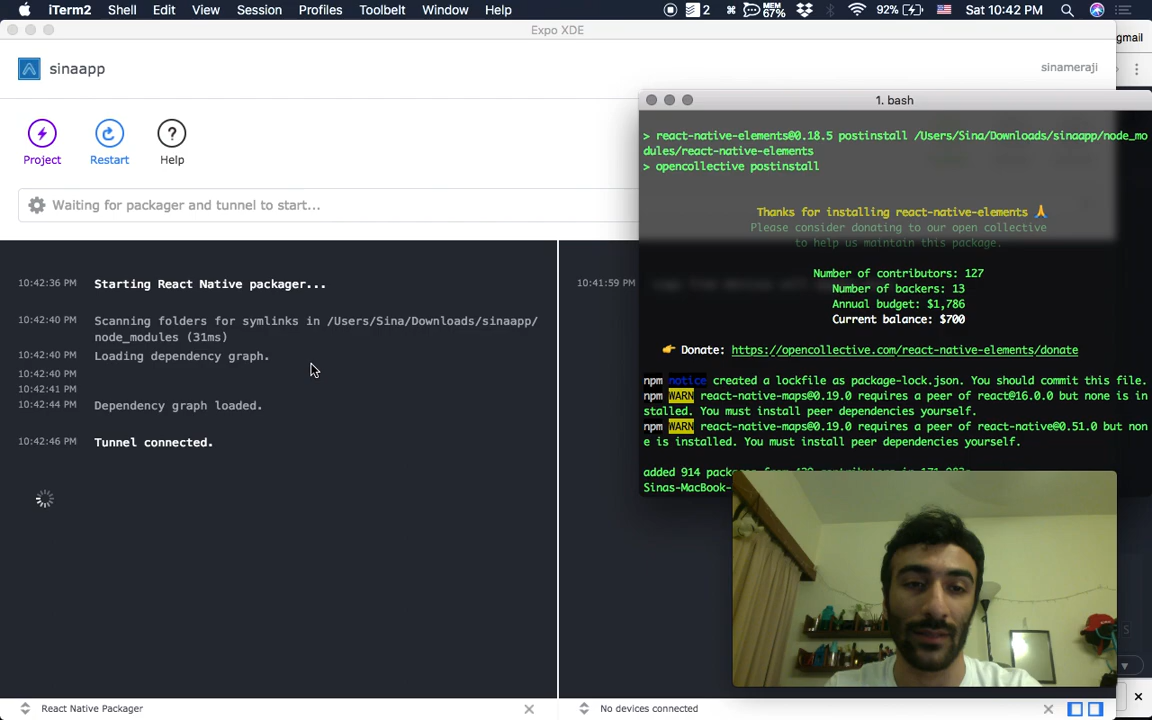 iTerm2 Shell Edit View Session Profiles Toolbelt Window Help 2 MEM 67% 92% Sat 10:42 PM
Expo XDE
gmail
sinaapp
sinameraji
Project
Restart
Help
Waiting for packager and tunnel to start...
10:42:36 PM Starting React Native packager...
10:42:40 PM Scanning folders for symlinks in /Users/Sina/Downloads/sinaapp/
node_modules (31ms)
10:42:40 PM Loading dependency graph.
10:42:40 PM
10:42:41 PM
10:42:44 PM Dependency graph loaded.
10:42:46 PM Tunnel connected.
10:41:59 PM
1. bash
> react-native-elements@0.18.5 postinstall /Users/Sina/Downloads/sinaapp/node_mo
dules/react-native-elements
> opencollective postinstall
Thanks for installing react-native-elements 🙏
Please consider donating to our open collective
to help us maintain this package.
Number of contributors: 127
Number of backers: 13
Annual budget: $1,786
Current balance: $700
👉 Donate: https://opencollective.com/react-native-elements/donate
npm notice created a lockfile as package-lock.json. You should commit this file.
npm WARN react-native-maps@0.19.0 requires a peer of react@16.0.0 but none is in
stalled. You must install peer dependencies yourself.
npm WARN react-native-maps@0.19.0 requires a peer of react-native@0.51.0 but non
e is installed. You must install peer dependencies yourself.
added 914
Sinas-MacBook-
React Native Packager
No devices connected